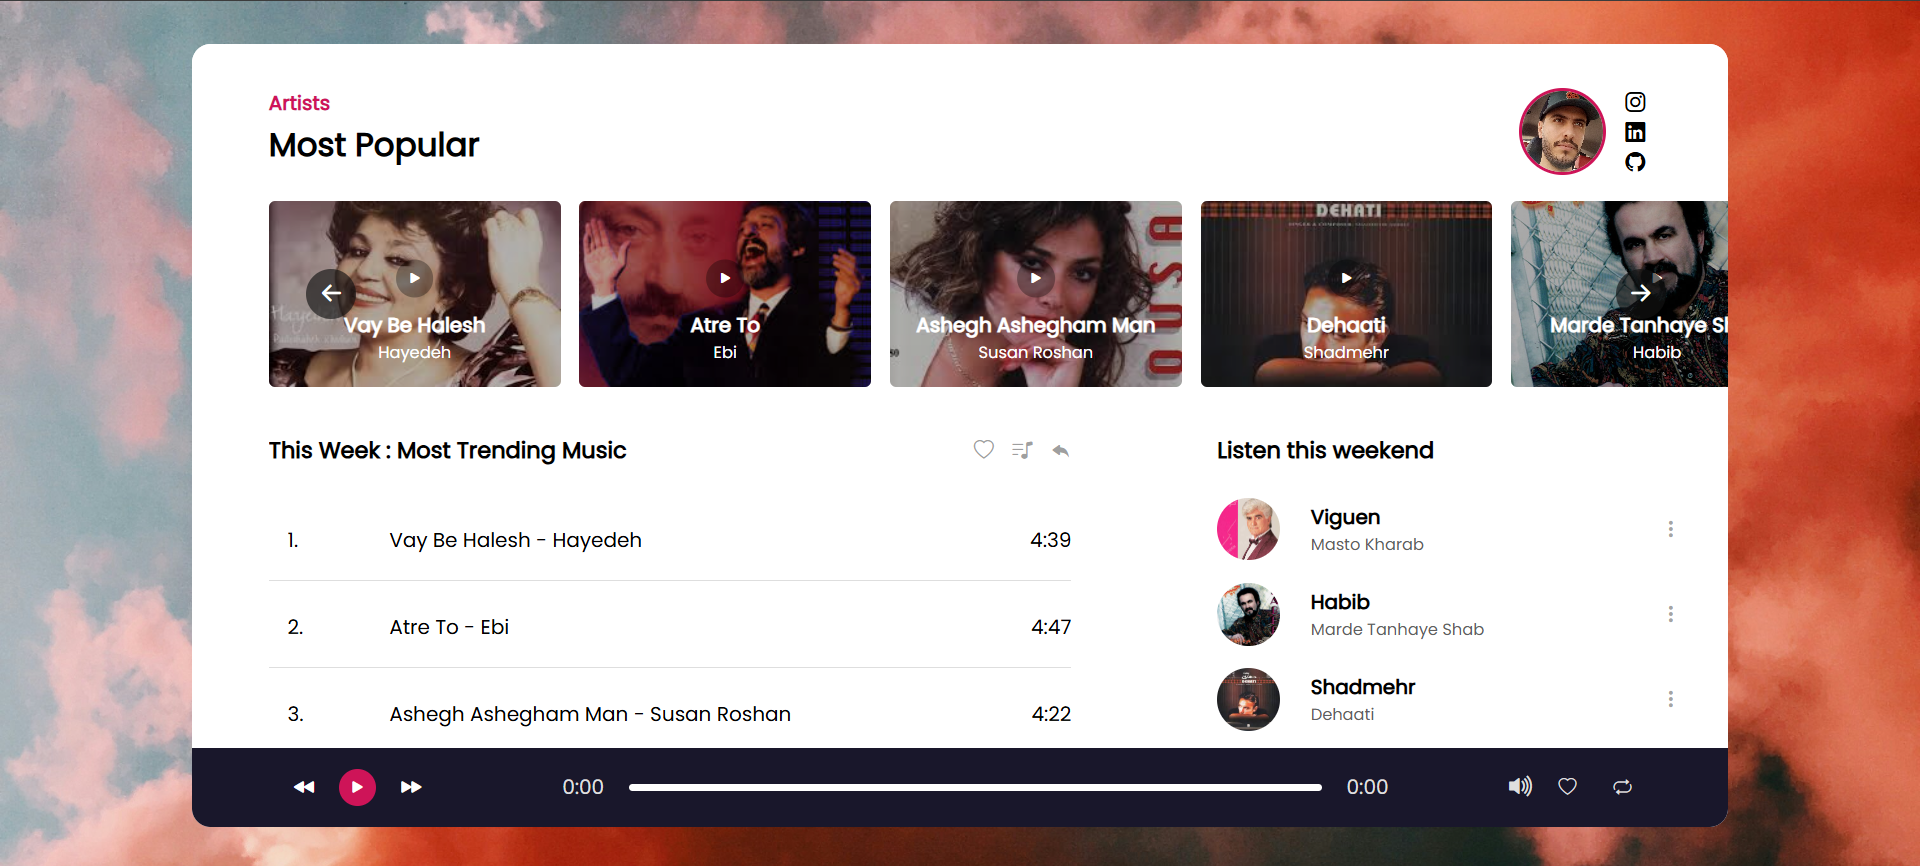 Artists
Most Popular
DEHATI
OUSA
Vay Be Halesh
Hayedeh
Atre To
Ebi
Ashegh Ashegham Man
Susan Roshan
Dehaati
Shadmehr
Marde Tanhaye Sl
Habib
This Week : Most Trending Music
1. Vay Be Halesh - Hayedeh 4:39
2. Atre To - Ebi 4:47
3. Ashegh Ashegham Man - Susan Roshan 4:22
Listen this weekend
Viguen
Masto Kharab
Habib
Marde Tanhaye Shab
Shadmehr
Dehaati
0:00 0:00